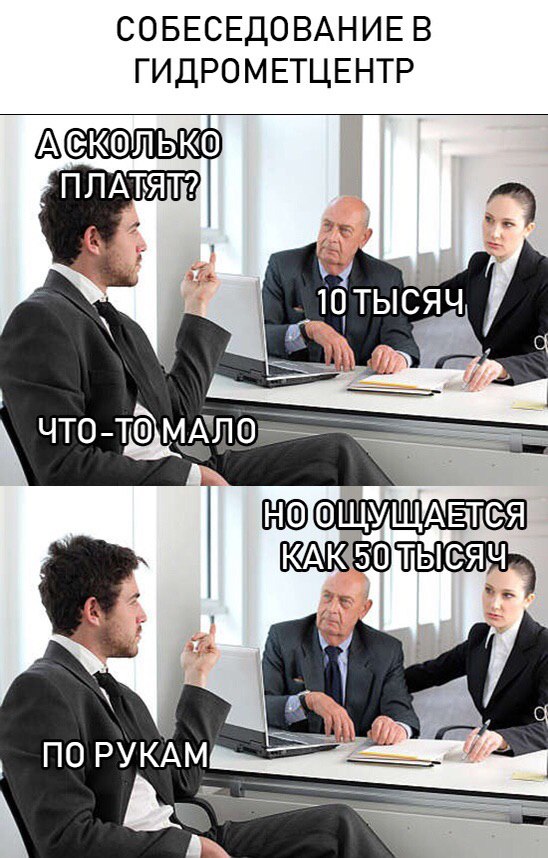 СОБЕСЕДОВАНИЕ В
ГИДРОМЕТЦЕНТР
А СКОЛЬКО
ПЛАТЯТ?
10 ТЫСЯЧ
ЧТО-ТО МАЛО
НО ОЩУЩАЕТСЯ
КАК 50 ТЫСЯЧ
ПО РУКАМ